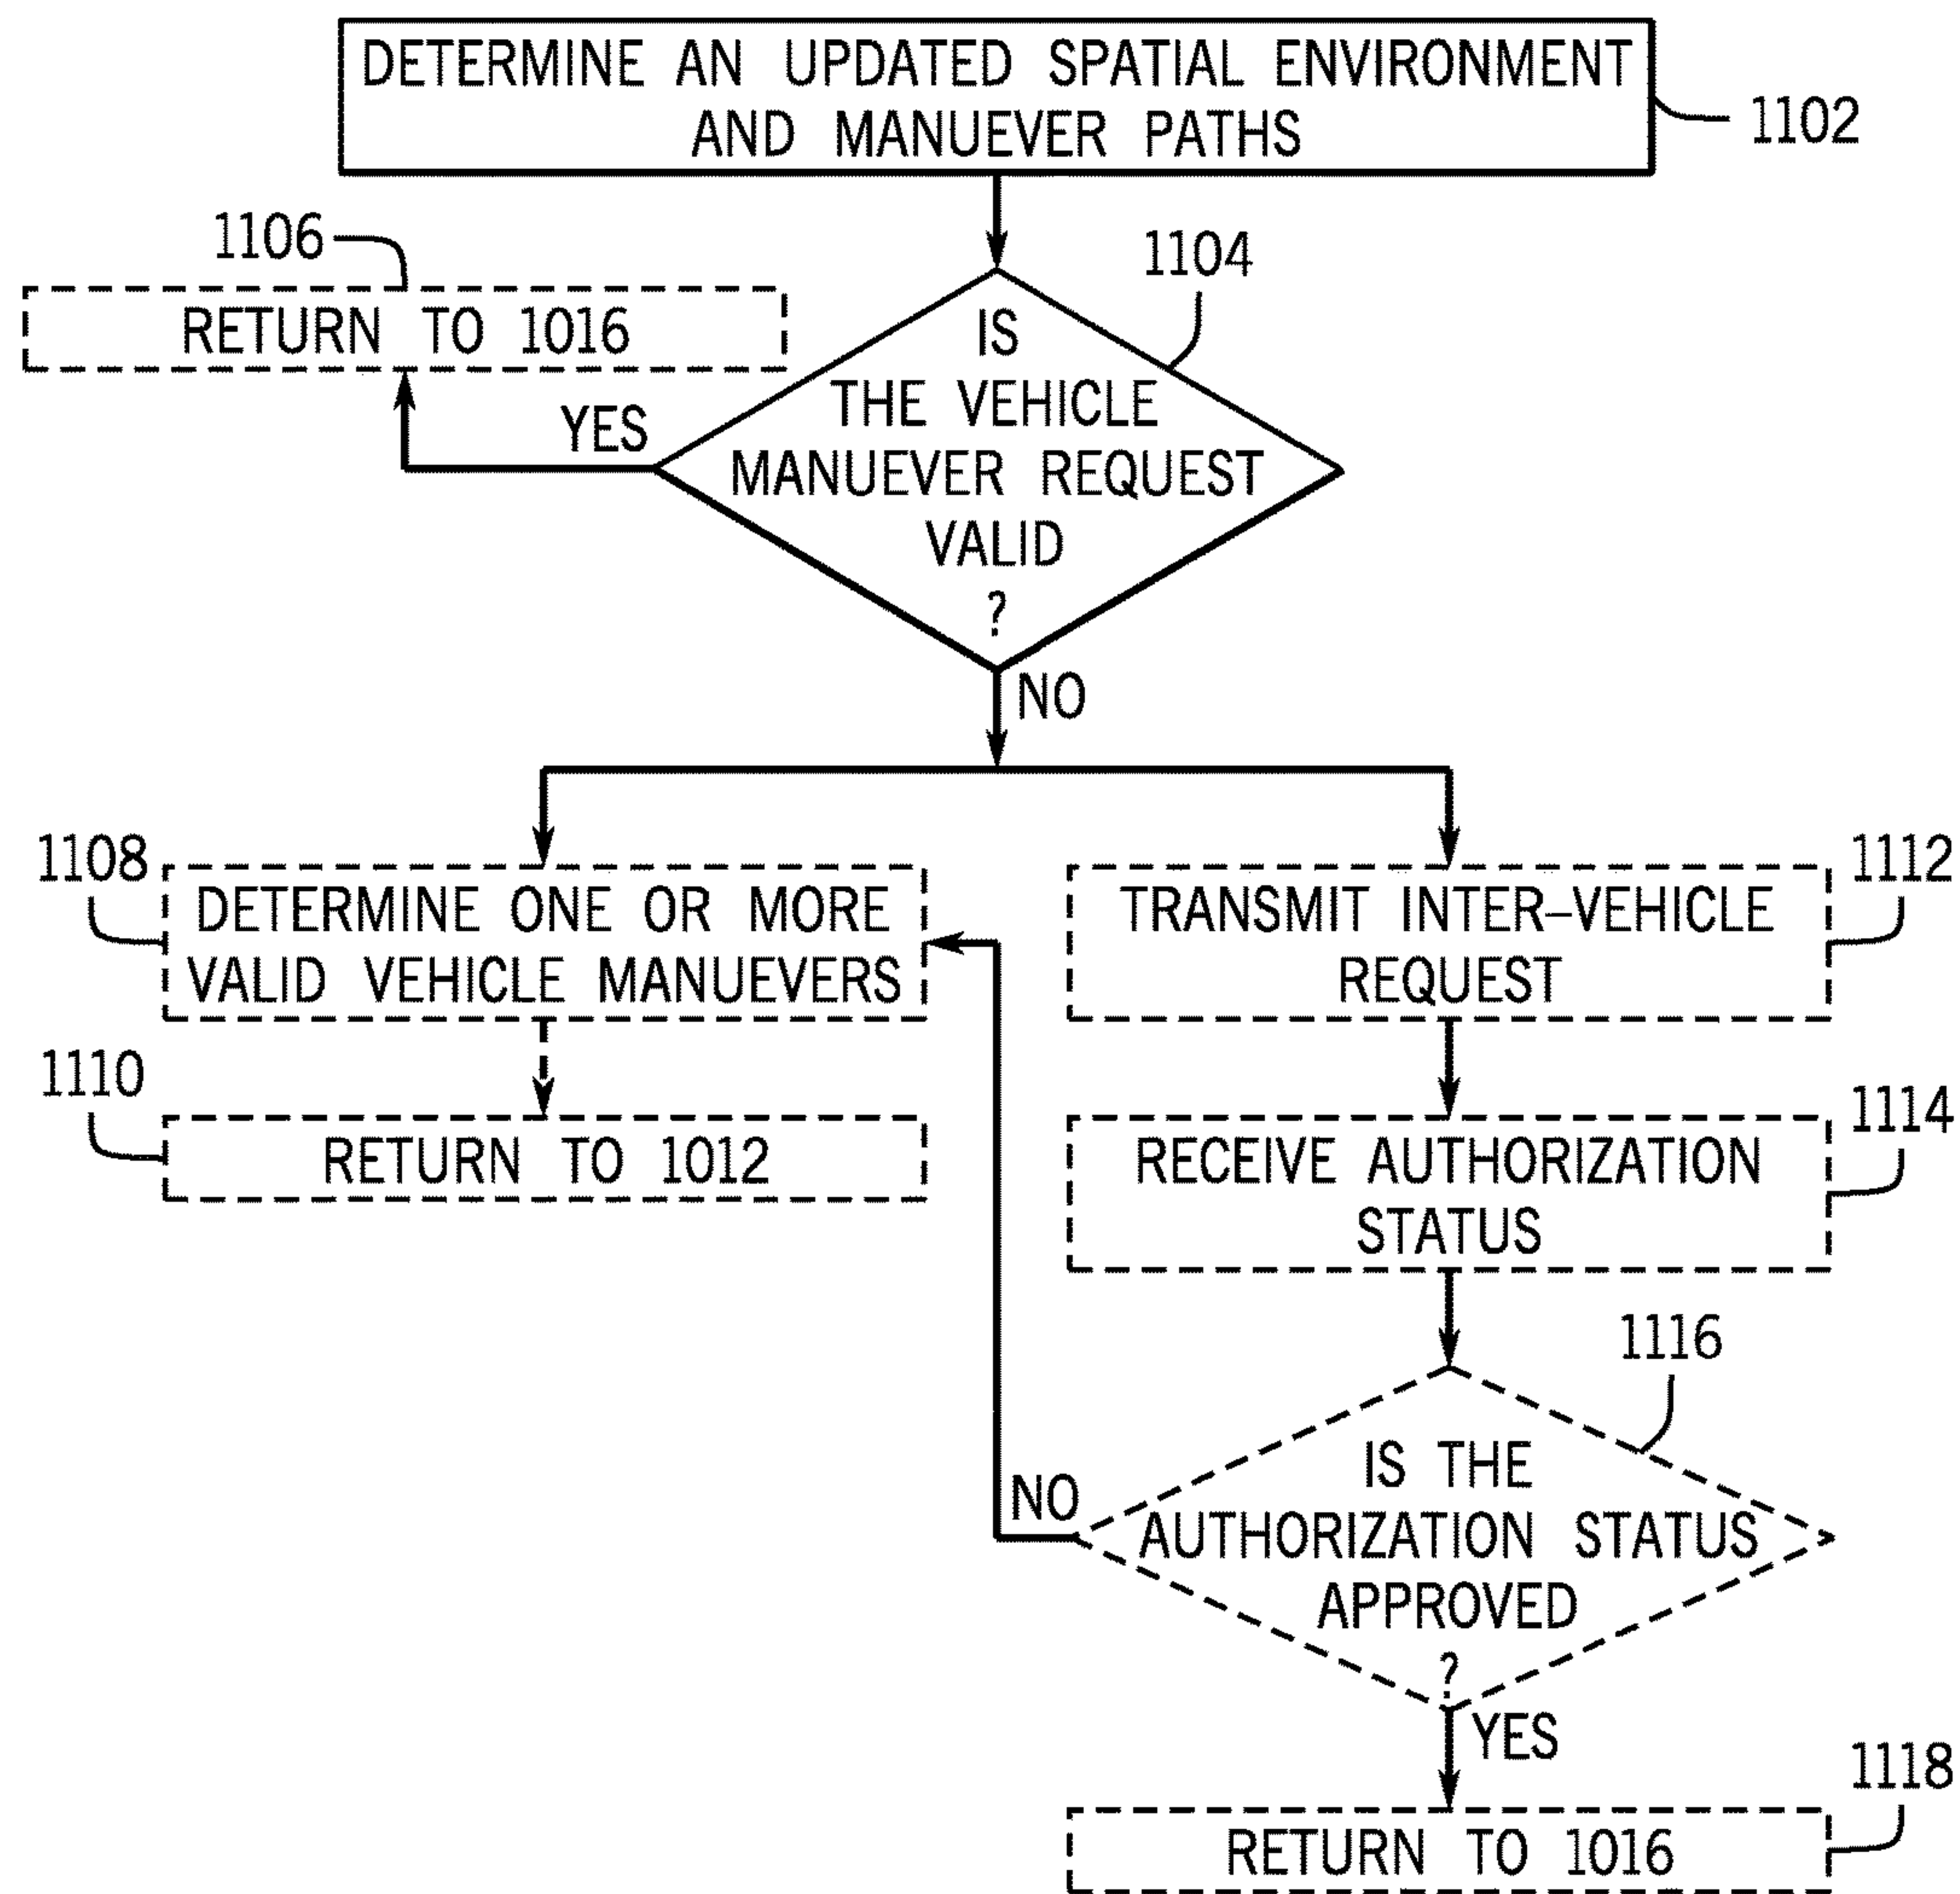 DETERMINE AN UPDATED SPATIAL ENVIRONMENT
AND MANUEVER PATHS
1102
1106
1104
RETURN TO 1016
IS
THE VEHICLE
MANUEVER REQUEST
VALID
?
YES
NO
1108
DETERMINE ONE OR MORE
VALID VEHICLE MANUEVERS
1112
TRANSMIT INTER–VEHICLE
REQUEST
1110
RETURN TO 1012
1114
RECEIVE AUTHORIZATION
STATUS
1116
IS THE
AUTHORIZATION STATUS
APPROVED
?
NO
YES
1118
RETURN TO 1016